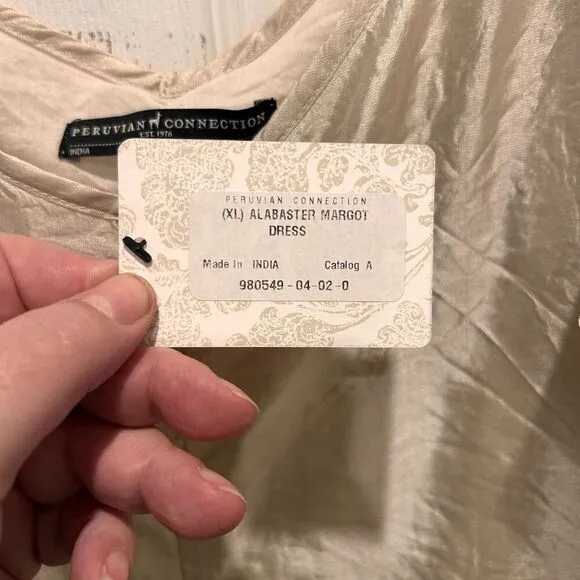 PERUVIAN CONNECTION
EST. 1976
INDIA
PERUVIAN CONNECTION
(XL) ALABASTER MARGOT
DRESS
Made In INDIA Catalog A
980549-04-02-0